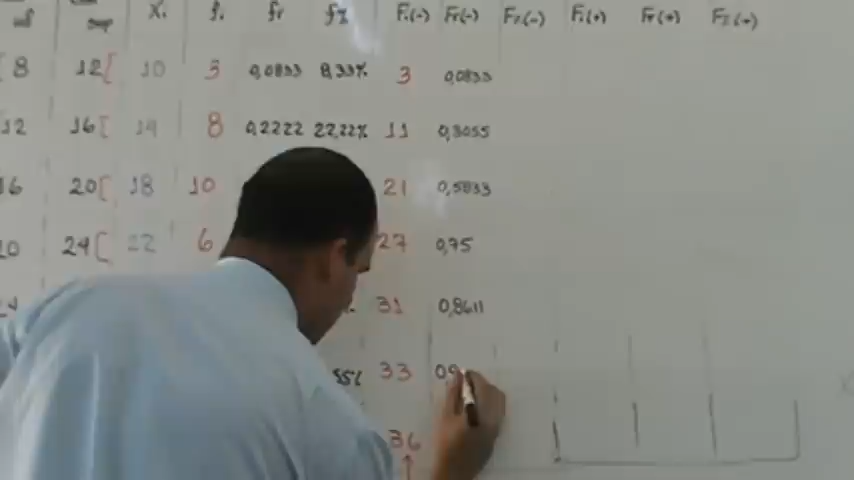 Xi fi fr f% Fi(-) Fr(-) F%(-) Fi(+) Fr(+) F%(+)
[8 12[ 10 3 0,0833 8,33% 3 0,0833
12 16[ 14 8 0,2222 22,22% 11 0,3055
16 20[ 18 10 21 0,5833
20 24[ 22 6 27 0,75
24 31 0,8611
55% 33 0,9
36